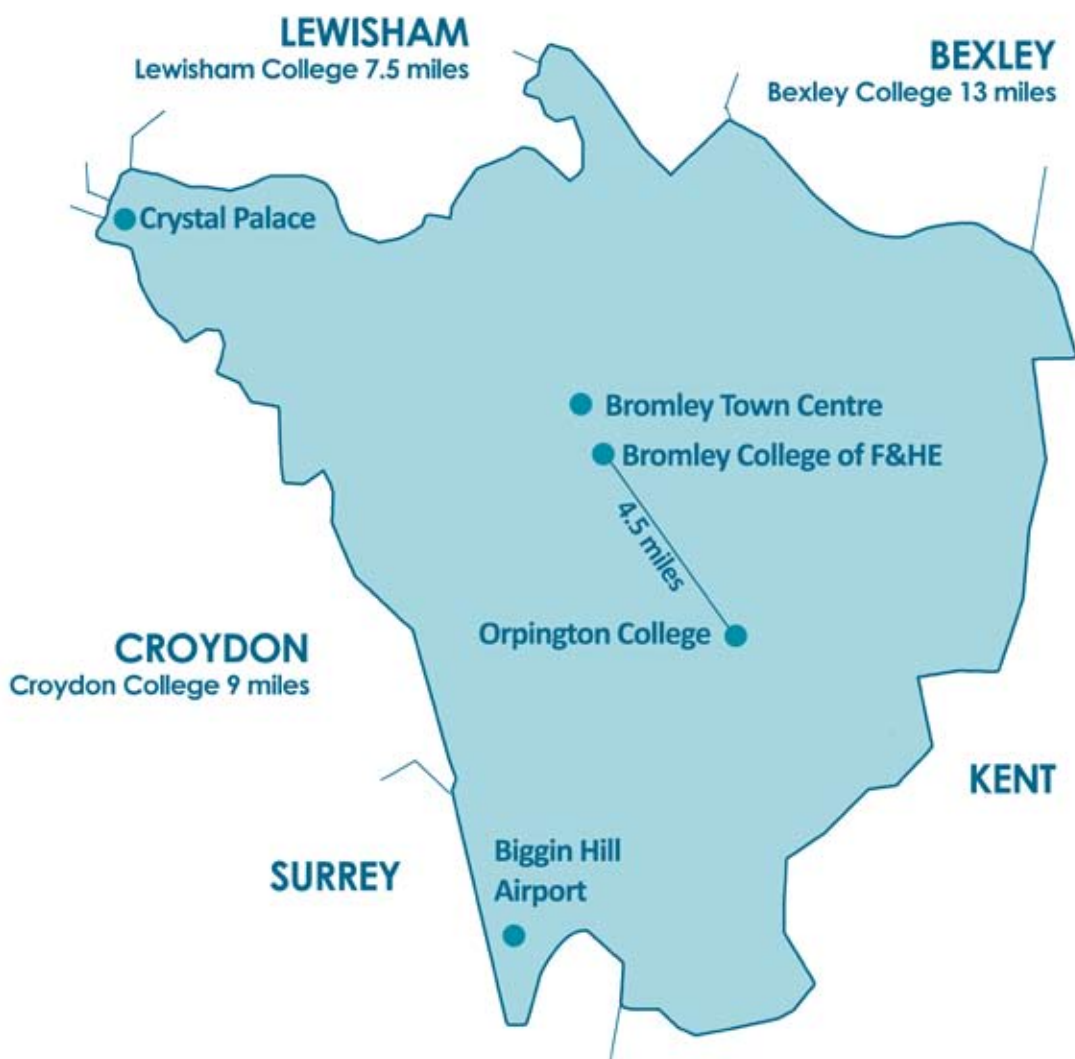 LEWISHAM
Lewisham College 7.5 miles
BEXLEY
Bexley College 13 miles
Crystal Palace
Bromley Town Centre
Bromley College of F&HE
4.5 miles
Orpington College
CROYDON
Croydon College 9 miles
KENT
SURREY
Biggin Hill
Airport